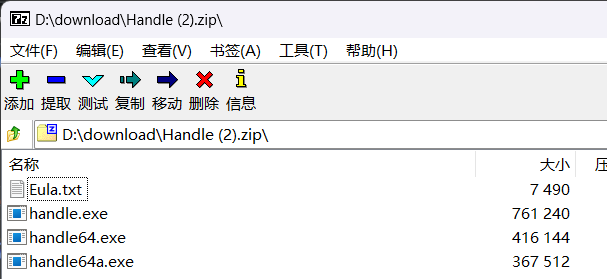 D:\download\Handle (2).zip\
文件(F) 编辑(E) 查看(V) 书签(A) 工具(T) 帮助(H)
添加 提取 测试 复制 移动 删除 信息
D:\download\Handle (2).zip\
名称 大小 压
Eula.txt 7 490
handle.exe 761 240
handle64.exe 416 144
handle64a.exe 367 512